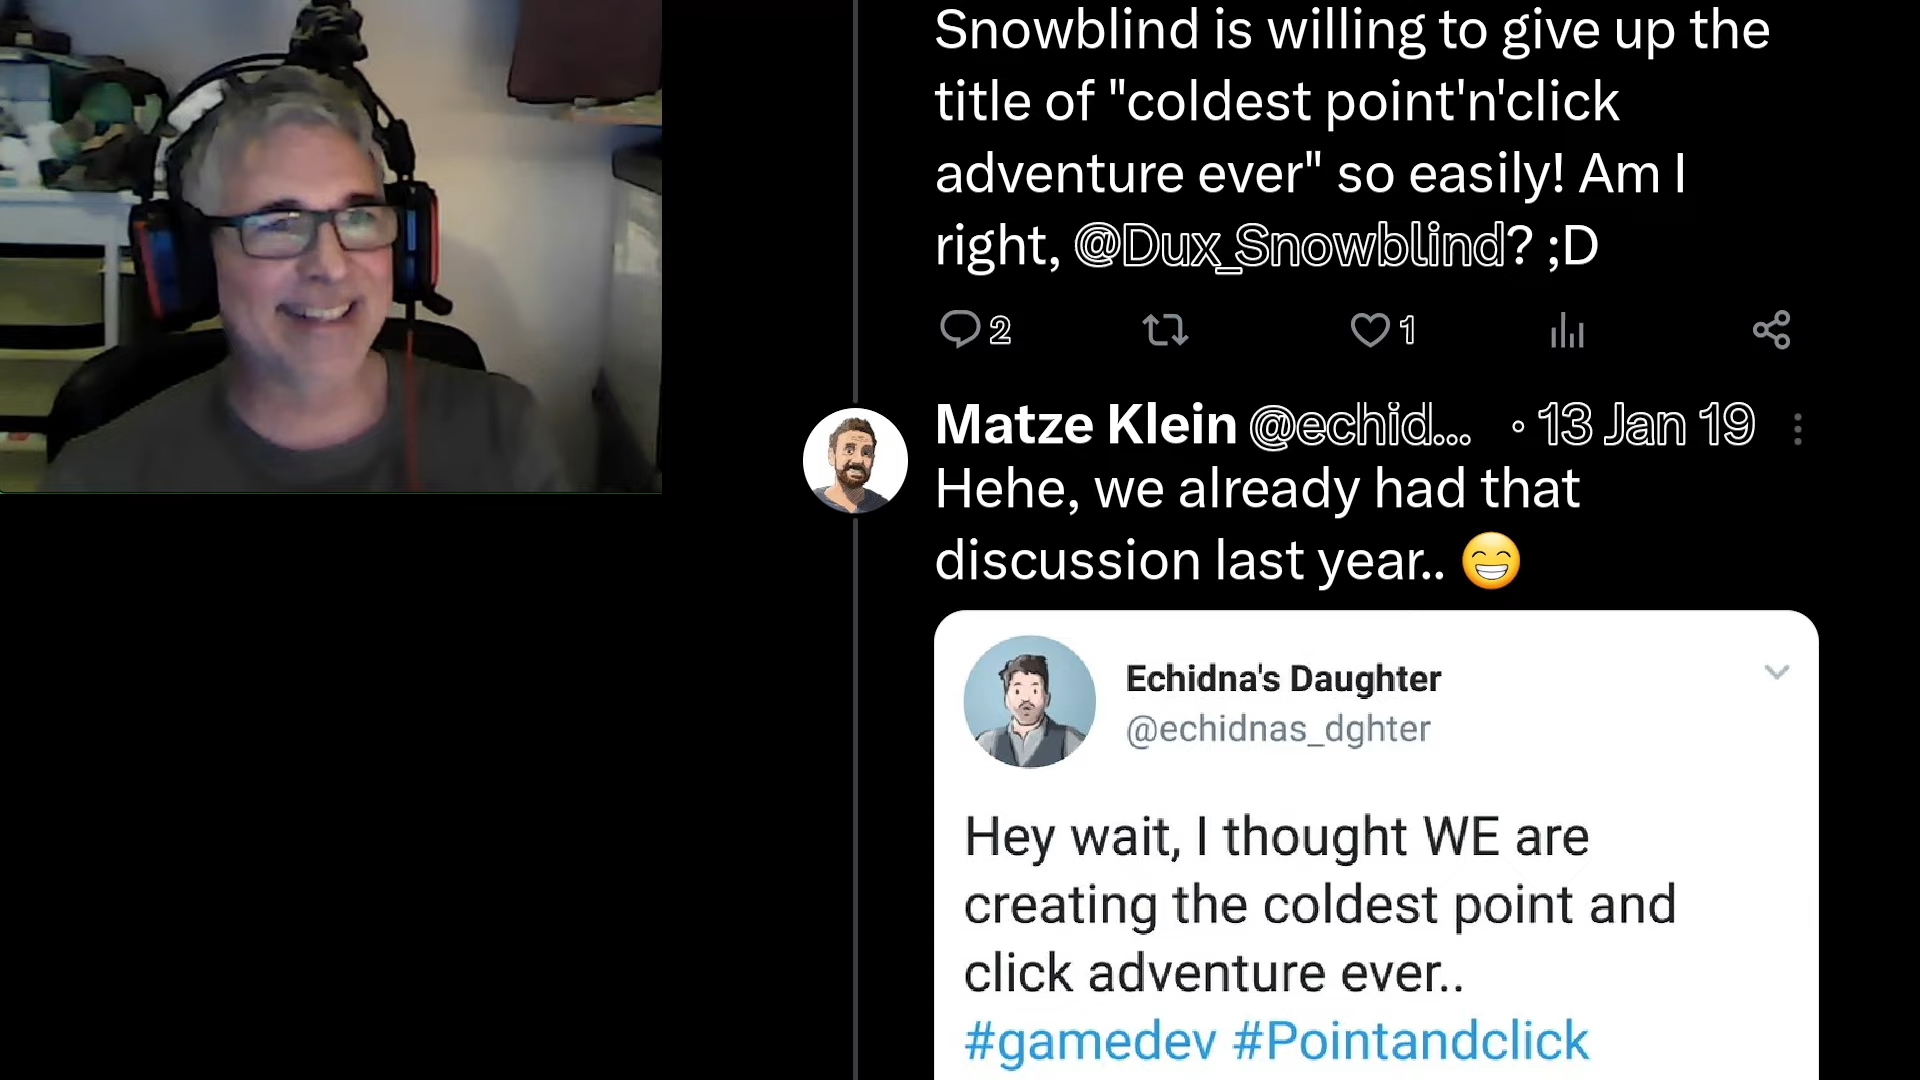 Snowblind is willing to give up the
title of "coldest point'n'click
adventure ever" so easily! Am I
right, @Dux_Snowblind? ;D
2 1
Matze Klein @echid... · 13 Jan 19
Hehe, we already had that
discussion last year.. 😁
Echidna's Daughter
@echidnas_dghter
Hey wait, I thought WE are
creating the coldest point and
click adventure ever..
#gamedev #Pointandclick